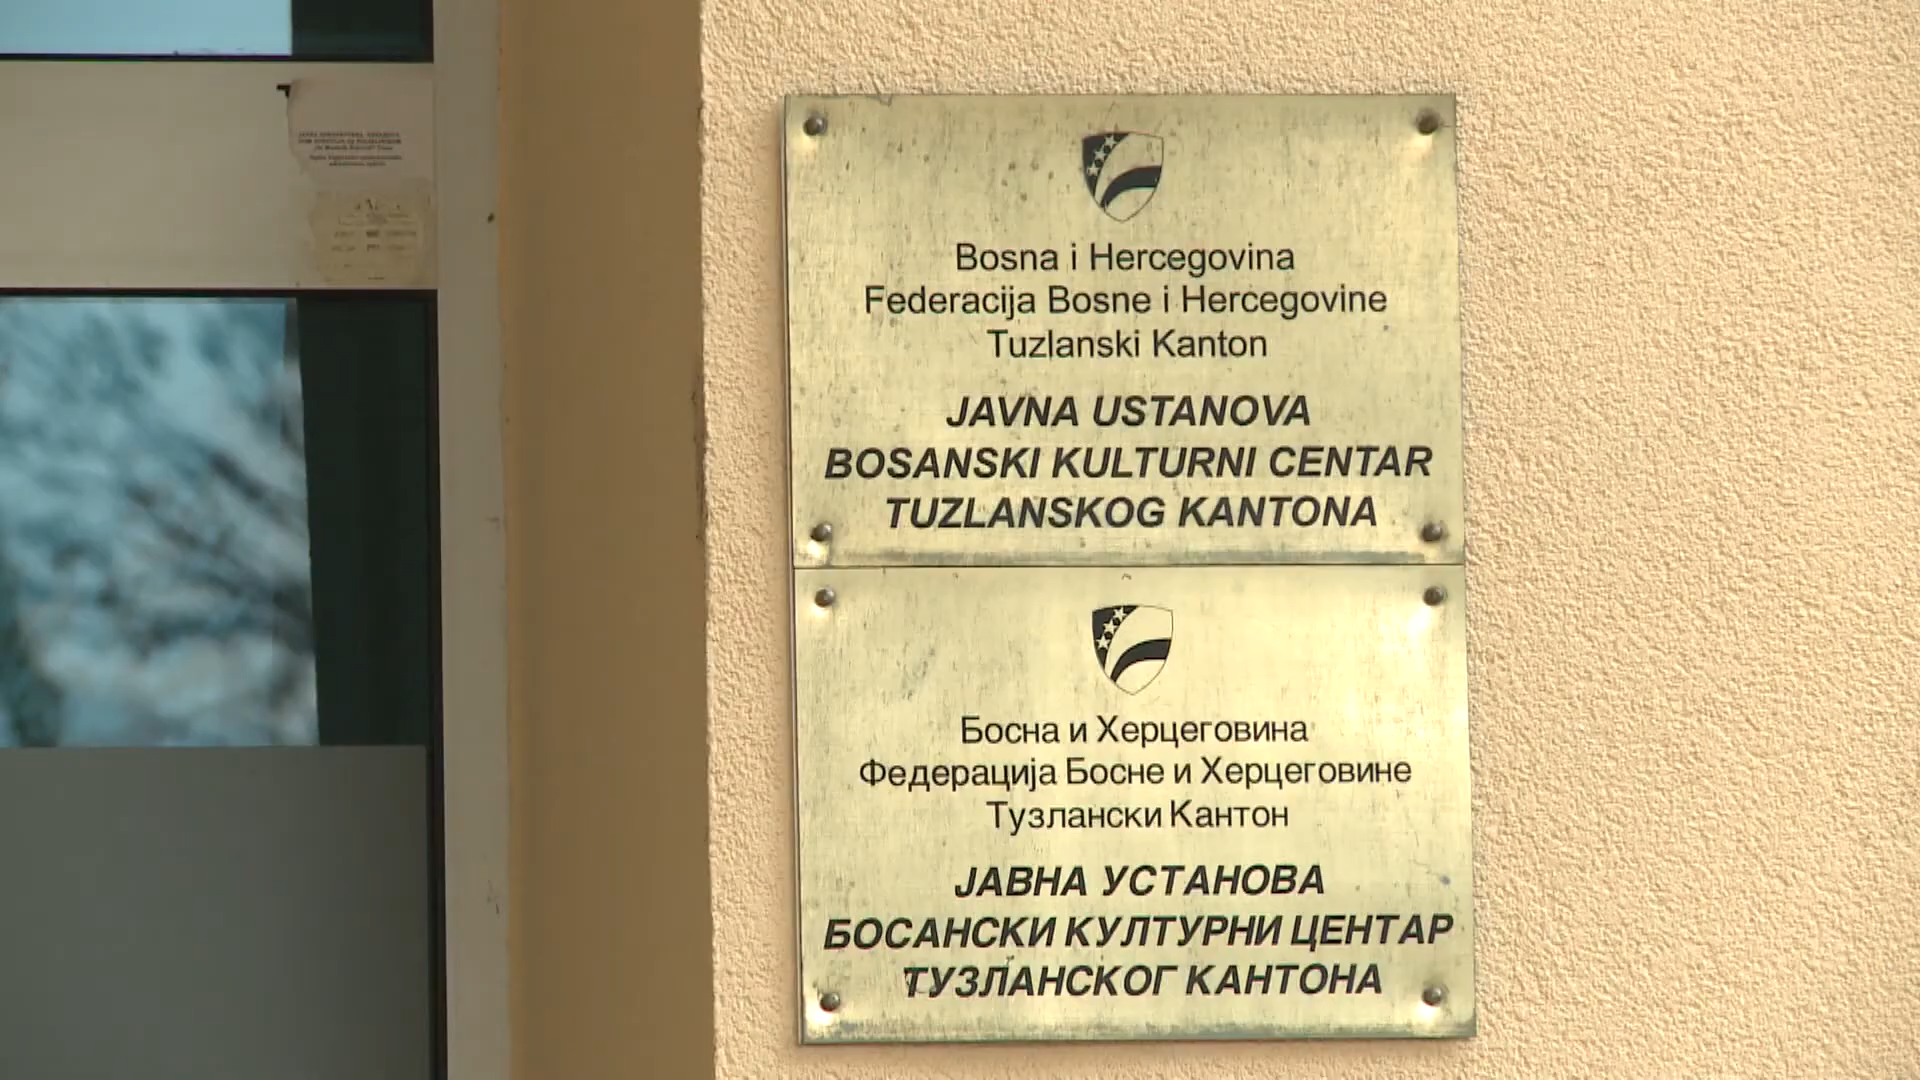 Bosna i Hercegovina
Federacija Bosne i Hercegovine
Tuzlanski Kanton
JAVNA USTANOVA
BOSANSKI KULTURNI CENTAR
TUZLANSKOG KANTONA
Босна и Херцеговина
Федерација Босне и Херцеговине
Тузлански Кантон
ЈАВНА УСТАНОВА
БОСАНСКИ КУЛТУРНИ ЦЕНТАР
ТУЗЛАНСКОГ КАНТОНА